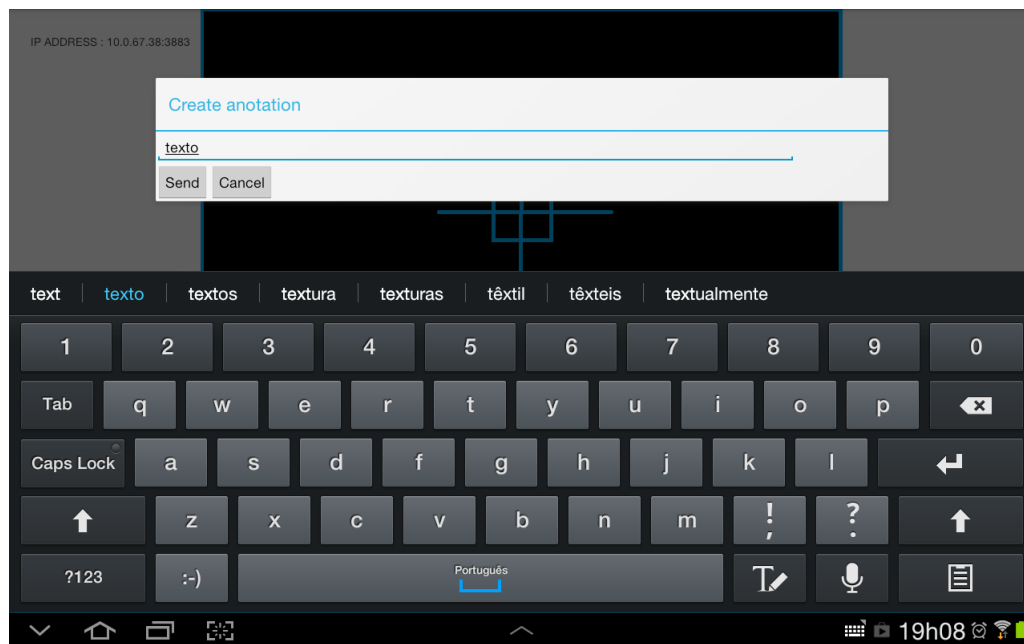 IP ADDRESS : 10.0.67.38:3883
Create anotation
texto
Send Cancel
text texto textos textura texturas têxtil têxteis textualmente
1 2 3 4 5 6 7 8 9 0
Tab q w e r t y u i o p
Caps Lock a s d f g h j k l
z x c v b n m ! , ? .
?123 :-) Português T
19h08